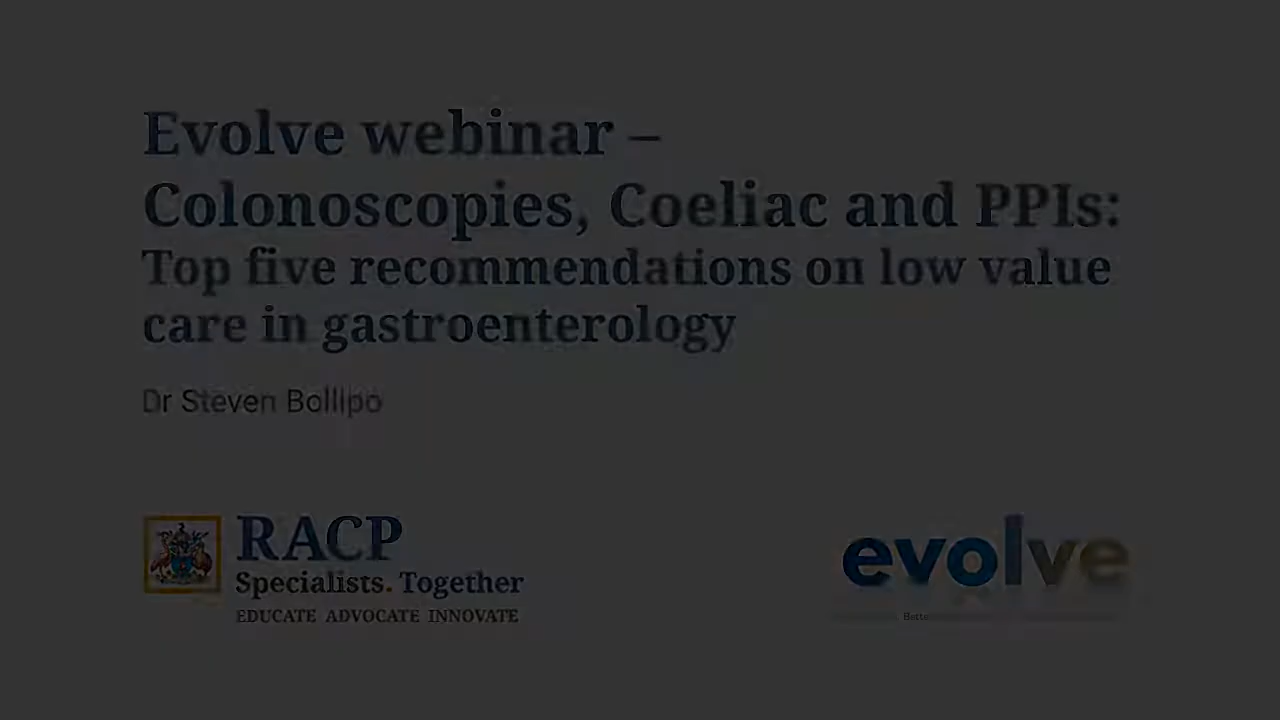 Evolve webinar –
Colonoscopies, Coeliac and PPIs:
Top five recommendations on low value
care in gastroenterology
Dr Steven Bollipo
RACP
Specialists. Together
EDUCATE ADVOCATE INNOVATE
evolve